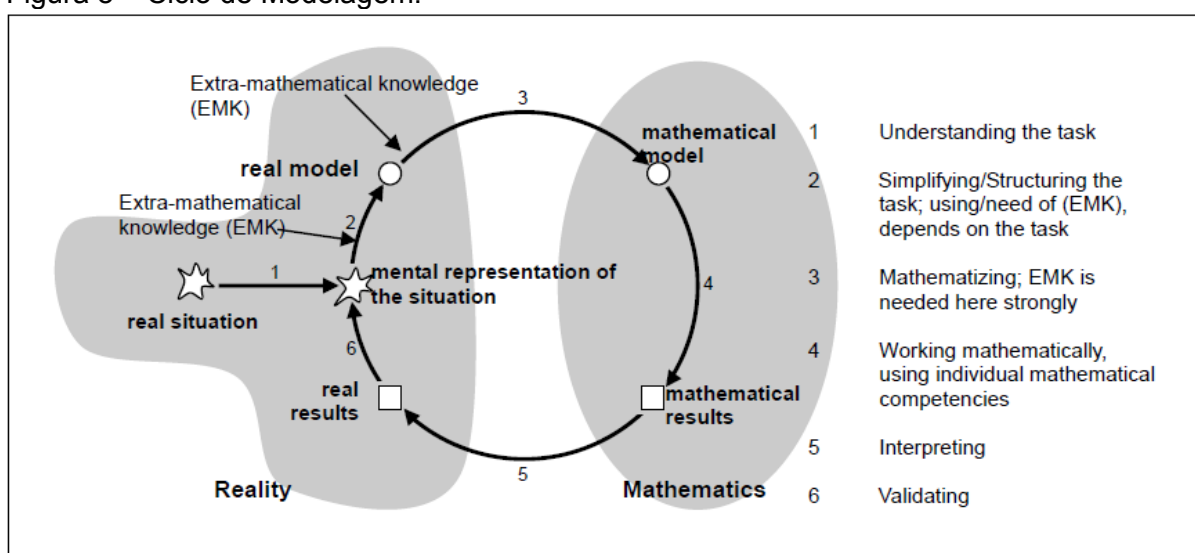 Figura 3 – Ciclo de Modelagem.
Extra-mathematical knowledge
(EMK)
3
real model
mathematical
model
Extra-mathematical
knowledge (EMK)
2
1
mental representation of
the situation
real situation
4
6
real
results
mathematical
results
5
Reality
Mathematics
1 Understanding the task
2 Simplifying/Structuring the
task; using/need of (EMK),
depends on the task
3 Mathematizing; EMK is
needed here strongly
4 Working mathematically,
using individual mathematical
competencies
5 Interpreting
6 Validating